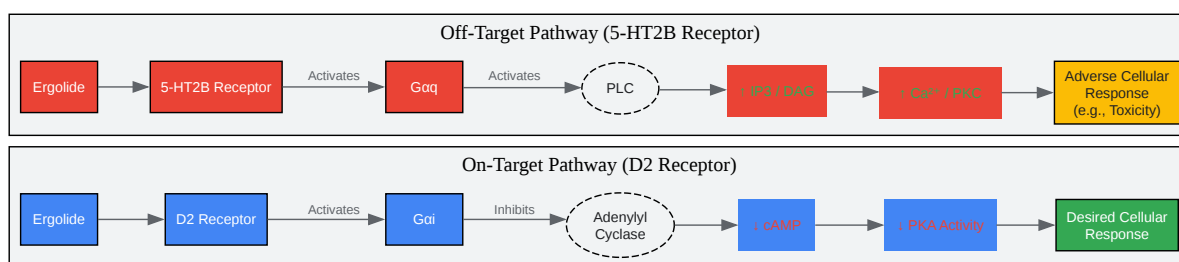 Off-Target Pathway (5-HT2B Receptor)
Ergolide
5-HT2B Receptor
Activates
Gαq
Activates
PLC
IP3 / DAG
Ca²⁺ / PKC
Adverse Cellular
Response
(e.g., Toxicity)
On-Target Pathway (D2 Receptor)
Ergolide
D2 Receptor
Activates
Gαi
Inhibits
Adenylyl
Cyclase
↓ cAMP
↓ PKA Activity
Desired Cellular
Response